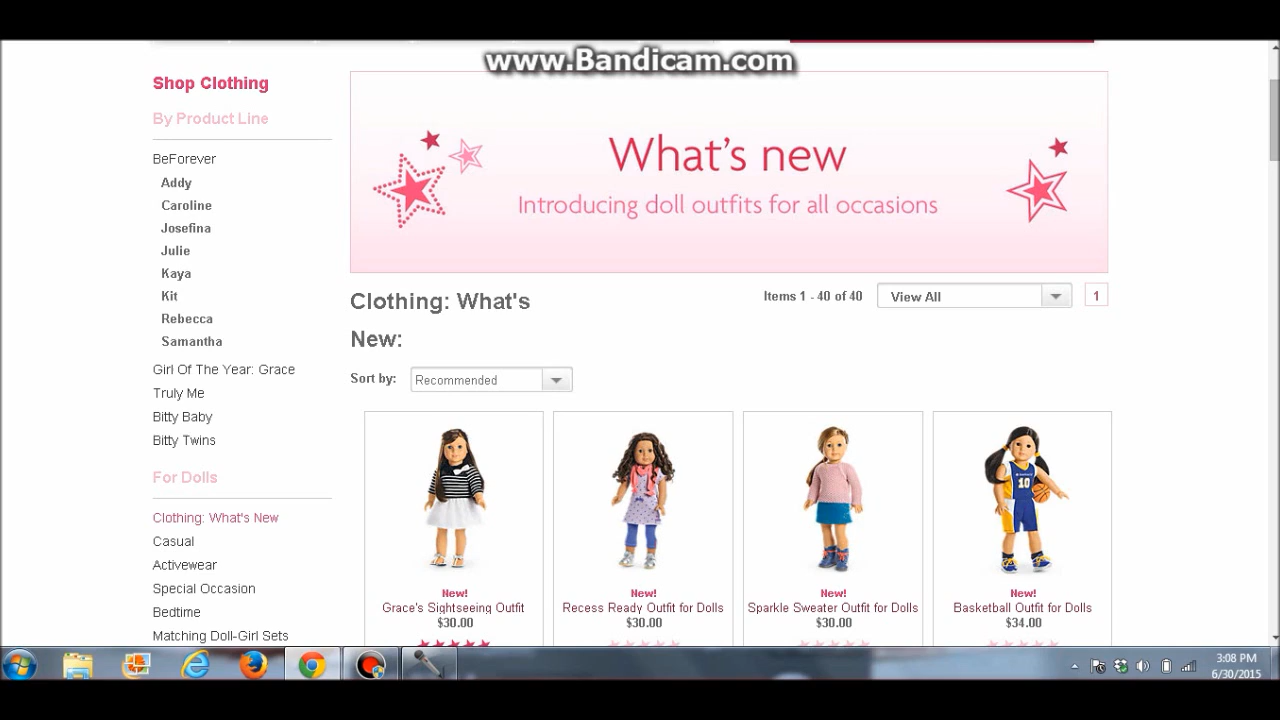 www.Bandicam.com
Shop Clothing
By Product Line
BeForever
Addy
Caroline
Josefina
Julie
Kaya
Kit
Rebecca
Samantha
Girl Of The Year: Grace
Truly Me
Bitty Baby
Bitty Twins
For Dolls
Clothing: What's New
Casual
Activewear
Special Occasion
Bedtime
Matching Doll-Girl Sets
What's new
Introducing doll outfits for all occasions
Clothing: What's
New:
Items 1 - 40 of 40
View All
1
Sort by:
Recommended
New!
Grace's Sightseeing Outfit
$30.00
New!
Recess Ready Outfit for Dolls
$30.00
New!
Sparkle Sweater Outfit for Dolls
$30.00
10
New!
Basketball Outfit for Dolls
$34.00
3:08 PM
6/30/2015